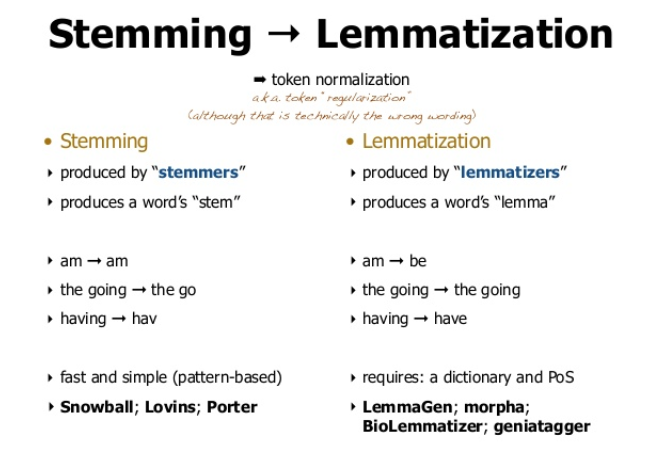 Stemming → Lemmatization
➡ token normalization
a.k.a. token "regularization"
(although that is technically the wrong wording)
• Stemming
‣ produced by “stemmers”
‣ produces a word’s “stem”
‣ am → am
‣ the going → the go
‣ having → hav
‣ fast and simple (pattern-based)
‣ Snowball; Lovins; Porter
• Lemmatization
‣ produced by “lemmatizers”
‣ produces a word’s “lemma”
‣ am → be
‣ the going → the going
‣ having → have
‣ requires: a dictionary and PoS
‣ LemmaGen; morpha;
BioLemmatizer; geniatagger